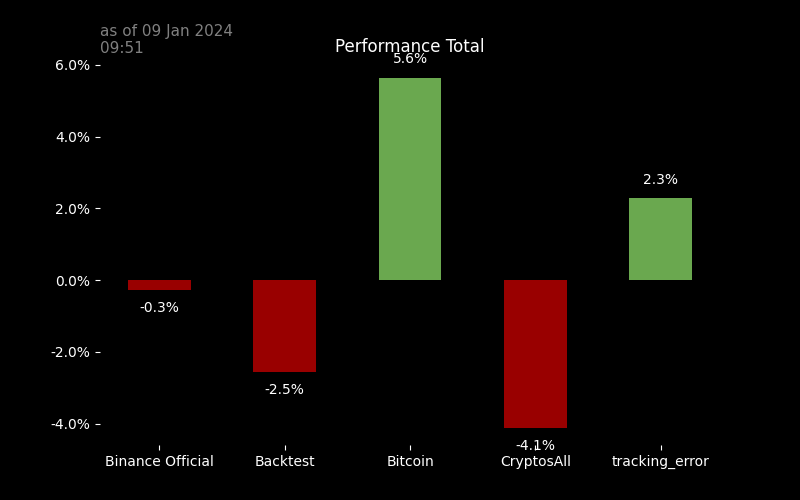 as of 09 Jan 2024
09:51
Performance Total
6.0%
4.0%
2.0%
0.0%
-2.0%
-4.0%
-0.3%
-2.5%
5.6%
-4.1%
2.3%
Binance Official
Backtest
Bitcoin
CryptosAll
tracking_error